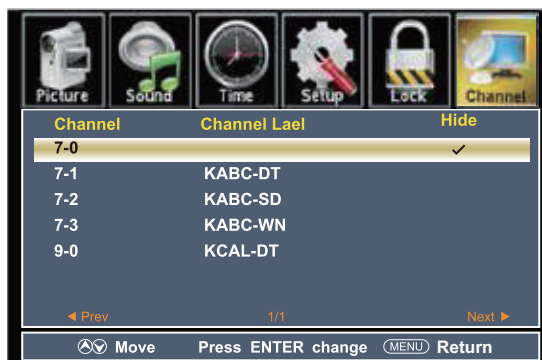 Picture Sound Time Setup Lock Channel
Channel Channel Lael Hide
7-0 ✓
7-1 KABC-DT
7-2 KABC-SD
7-3 KABC-WN
9-0 KCAL-DT
◀ Prev 1/1 Next ▶
Move Press ENTER change MENU Return